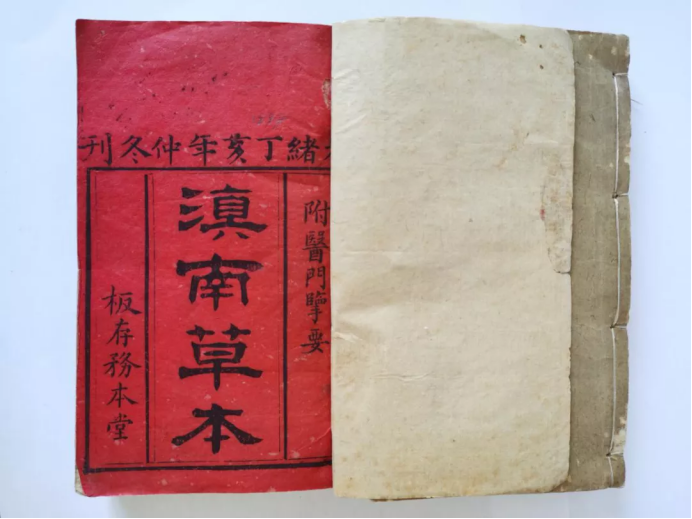 緒丁亥年仲冬刊
附醫門擥要
滇南草本
板存務本堂